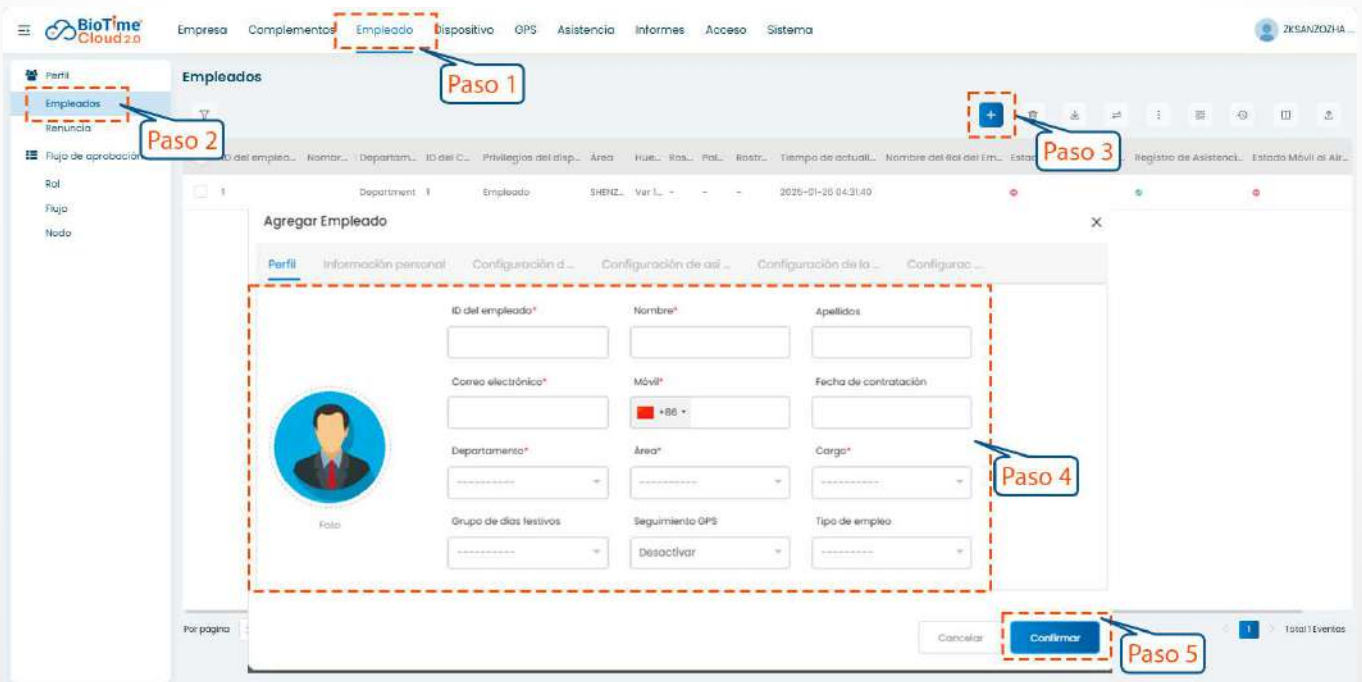 BioTime
Cloud 2.0
Empresa Complementos Empleado Dispositivo GPS Asistencia Informes Acceso Sistema
ZKSANZOZHA...
Paso 1
Perfil
Empleados
Renuncia
Flujo de aprobación
Rol
Flujo
Nodo
Paso 2
Empleados
Paso 3
ID del emplea... Nombr... Departam... ID del C... Privilegios del disp... Área Hue... Ros... Pal... Rostr... Tiempo de actuali... Nombre del Rol del Em... Registro de Asistenci... Estado Móvil al Air...
1 Department 1 Empleado SHENZ... Ver 1... - - - 2025-01-26 04:31:40
Agregar Empleado
Perfil Información personal Configuración d... Configuración de asi... Configuración de la ... Configurac...
ID del empleado* Nombre* Apellidos
Correo electrónico* Móvil* Fecha de contratación
+86
Departamento* Área* Cargo*
---------- ---------- ----------
Paso 4
Foto
Grupo de días festivos Seguimiento GPS Tipo de empleo
---------- Desactivar ---------
Cancelar Confirmar
Paso 5
Por página
1 Total 1 Eventos